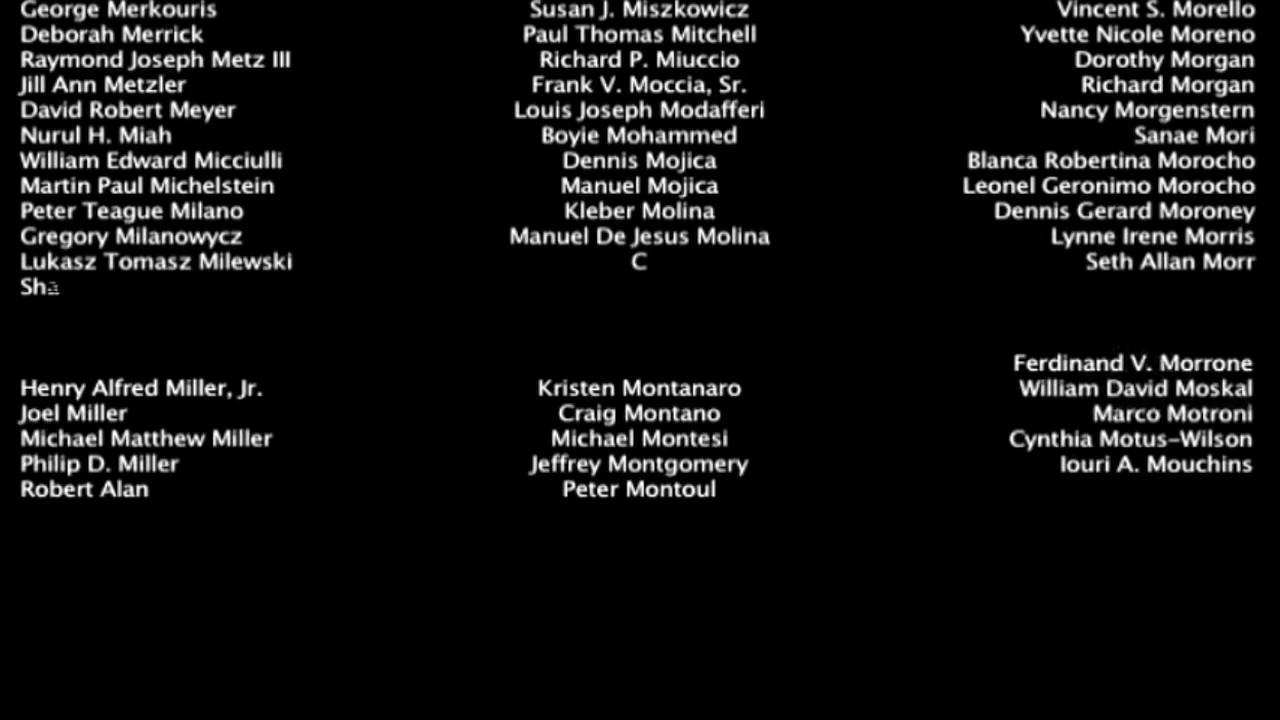 George Merkouris
Deborah Merrick
Raymond Joseph Metz III
Jill Ann Metzler
David Robert Meyer
Nurul H. Miah
William Edward Micciulli
Martin Paul Michelstein
Peter Teague Milano
Gregory Milanowycz
Lukasz Tomasz Milewski
Sha
Henry Alfred Miller, Jr.
Joel Miller
Michael Matthew Miller
Philip D. Miller
Robert Alan
Susan J. Miszkowicz
Paul Thomas Mitchell
Richard P. Miuccio
Frank V. Moccia, Sr.
Louis Joseph Modafferi
Boyie Mohammed
Dennis Mojica
Manuel Mojica
Kleber Molina
Manuel De Jesus Molina
C
Kristen Montanaro
Craig Montano
Michael Montesi
Jeffrey Montgomery
Peter Montoul
Vincent S. Morello
Yvette Nicole Moreno
Dorothy Morgan
Richard Morgan
Nancy Morgenstern
Sanae Mori
Blanca Robertina Morocho
Leonel Geronimo Morocho
Dennis Gerard Moroney
Lynne Irene Morris
Seth Allan Morr
Ferdinand V. Morrone
William David Moskal
Marco Motroni
Cynthia Motus-Wilson
Iouri A. Mouchins